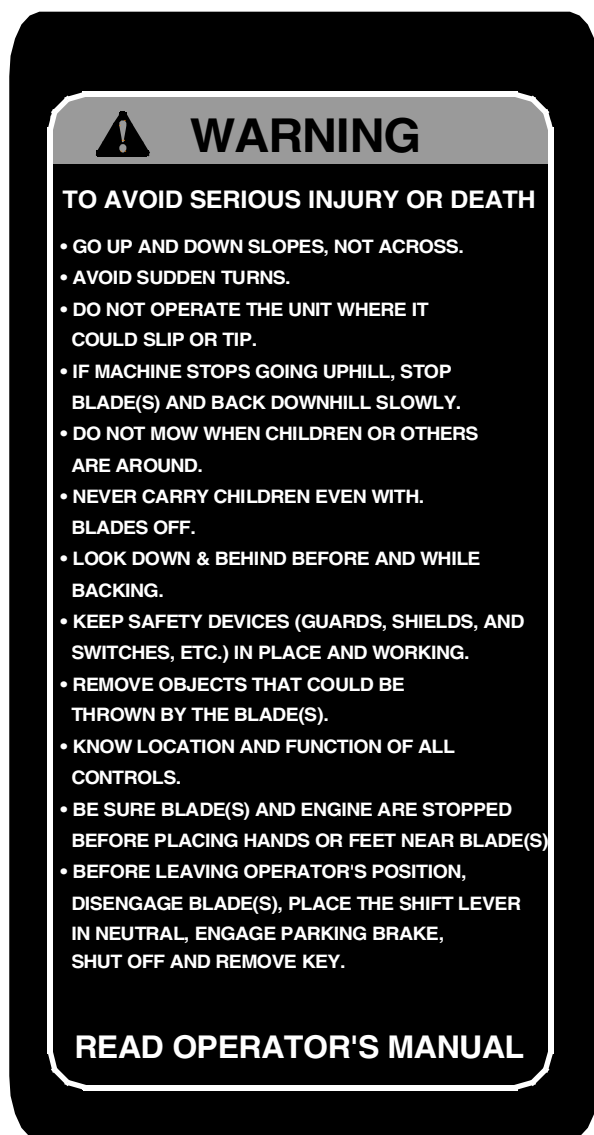 WARNING
TO AVOID SERIOUS INJURY OR DEATH
• GO UP AND DOWN SLOPES, NOT ACROSS.
• AVOID SUDDEN TURNS.
• DO NOT OPERATE THE UNIT WHERE IT
COULD SLIP OR TIP.
• IF MACHINE STOPS GOING UPHILL, STOP
BLADE(S) AND BACK DOWNHILL SLOWLY.
• DO NOT MOW WHEN CHILDREN OR OTHERS
ARE AROUND.
• NEVER CARRY CHILDREN EVEN WITH.
BLADES OFF.
• LOOK DOWN & BEHIND BEFORE AND WHILE
BACKING.
• KEEP SAFETY DEVICES (GUARDS, SHIELDS, AND
SWITCHES, ETC.) IN PLACE AND WORKING.
• REMOVE OBJECTS THAT COULD BE
THROWN BY THE BLADE(S).
• KNOW LOCATION AND FUNCTION OF ALL
CONTROLS.
• BE SURE BLADE(S) AND ENGINE ARE STOPPED
BEFORE PLACING HANDS OR FEET NEAR BLADE(S)
• BEFORE LEAVING OPERATOR'S POSITION,
DISENGAGE BLADE(S), PLACE THE SHIFT LEVER
IN NEUTRAL, ENGAGE PARKING BRAKE,
SHUT OFF AND REMOVE KEY.
READ OPERATOR'S MANUAL